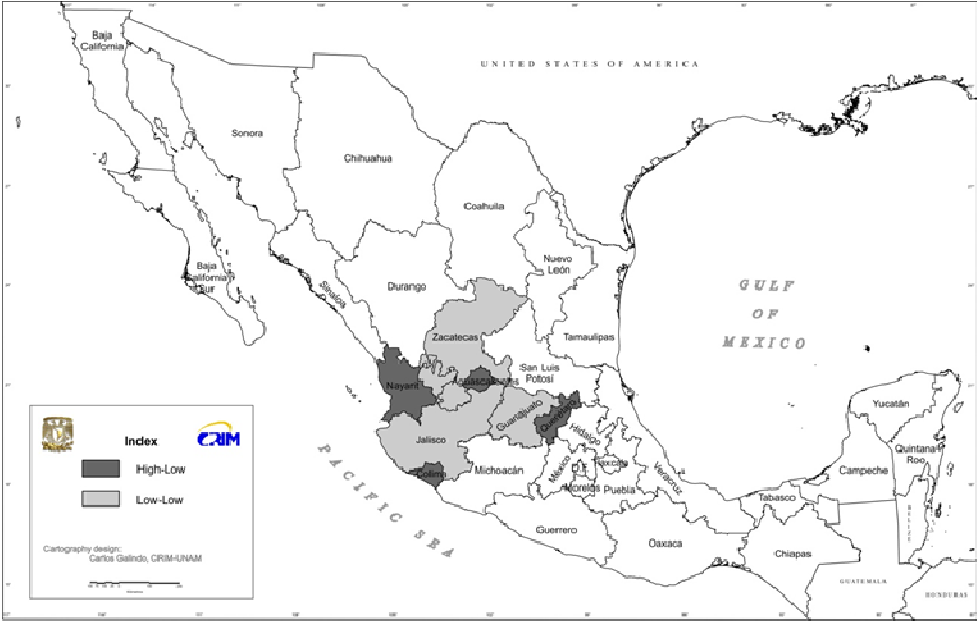 UNITED STATES OF AMERICA
Baja
California
Sonora
Chihuahua
Coahuila
Nuevo
León
Baja
California
Sur
Sinaloa
Durango
Zacatecas
Tamaulipas
San Luis
Potosí
Nayarit
Aguascalientes
Guanajuato
Querétaro
Hidalgo
Jalisco
Colima
Michoacán
México
D.F.
Tlaxcala
Morelos
Puebla
Veracruz
Guerrero
Oaxaca
Tabasco
Chiapas
Campeche
Yucatán
Quintana
Roo
BELIZE
GUATEMALA
HONDURAS
GULF
OF
MEXICO
PACIFIC SEA
CRIM
Index
High-Low
Low-Low
Cartography design:
Carlos Galindo, CRIM-UNAM